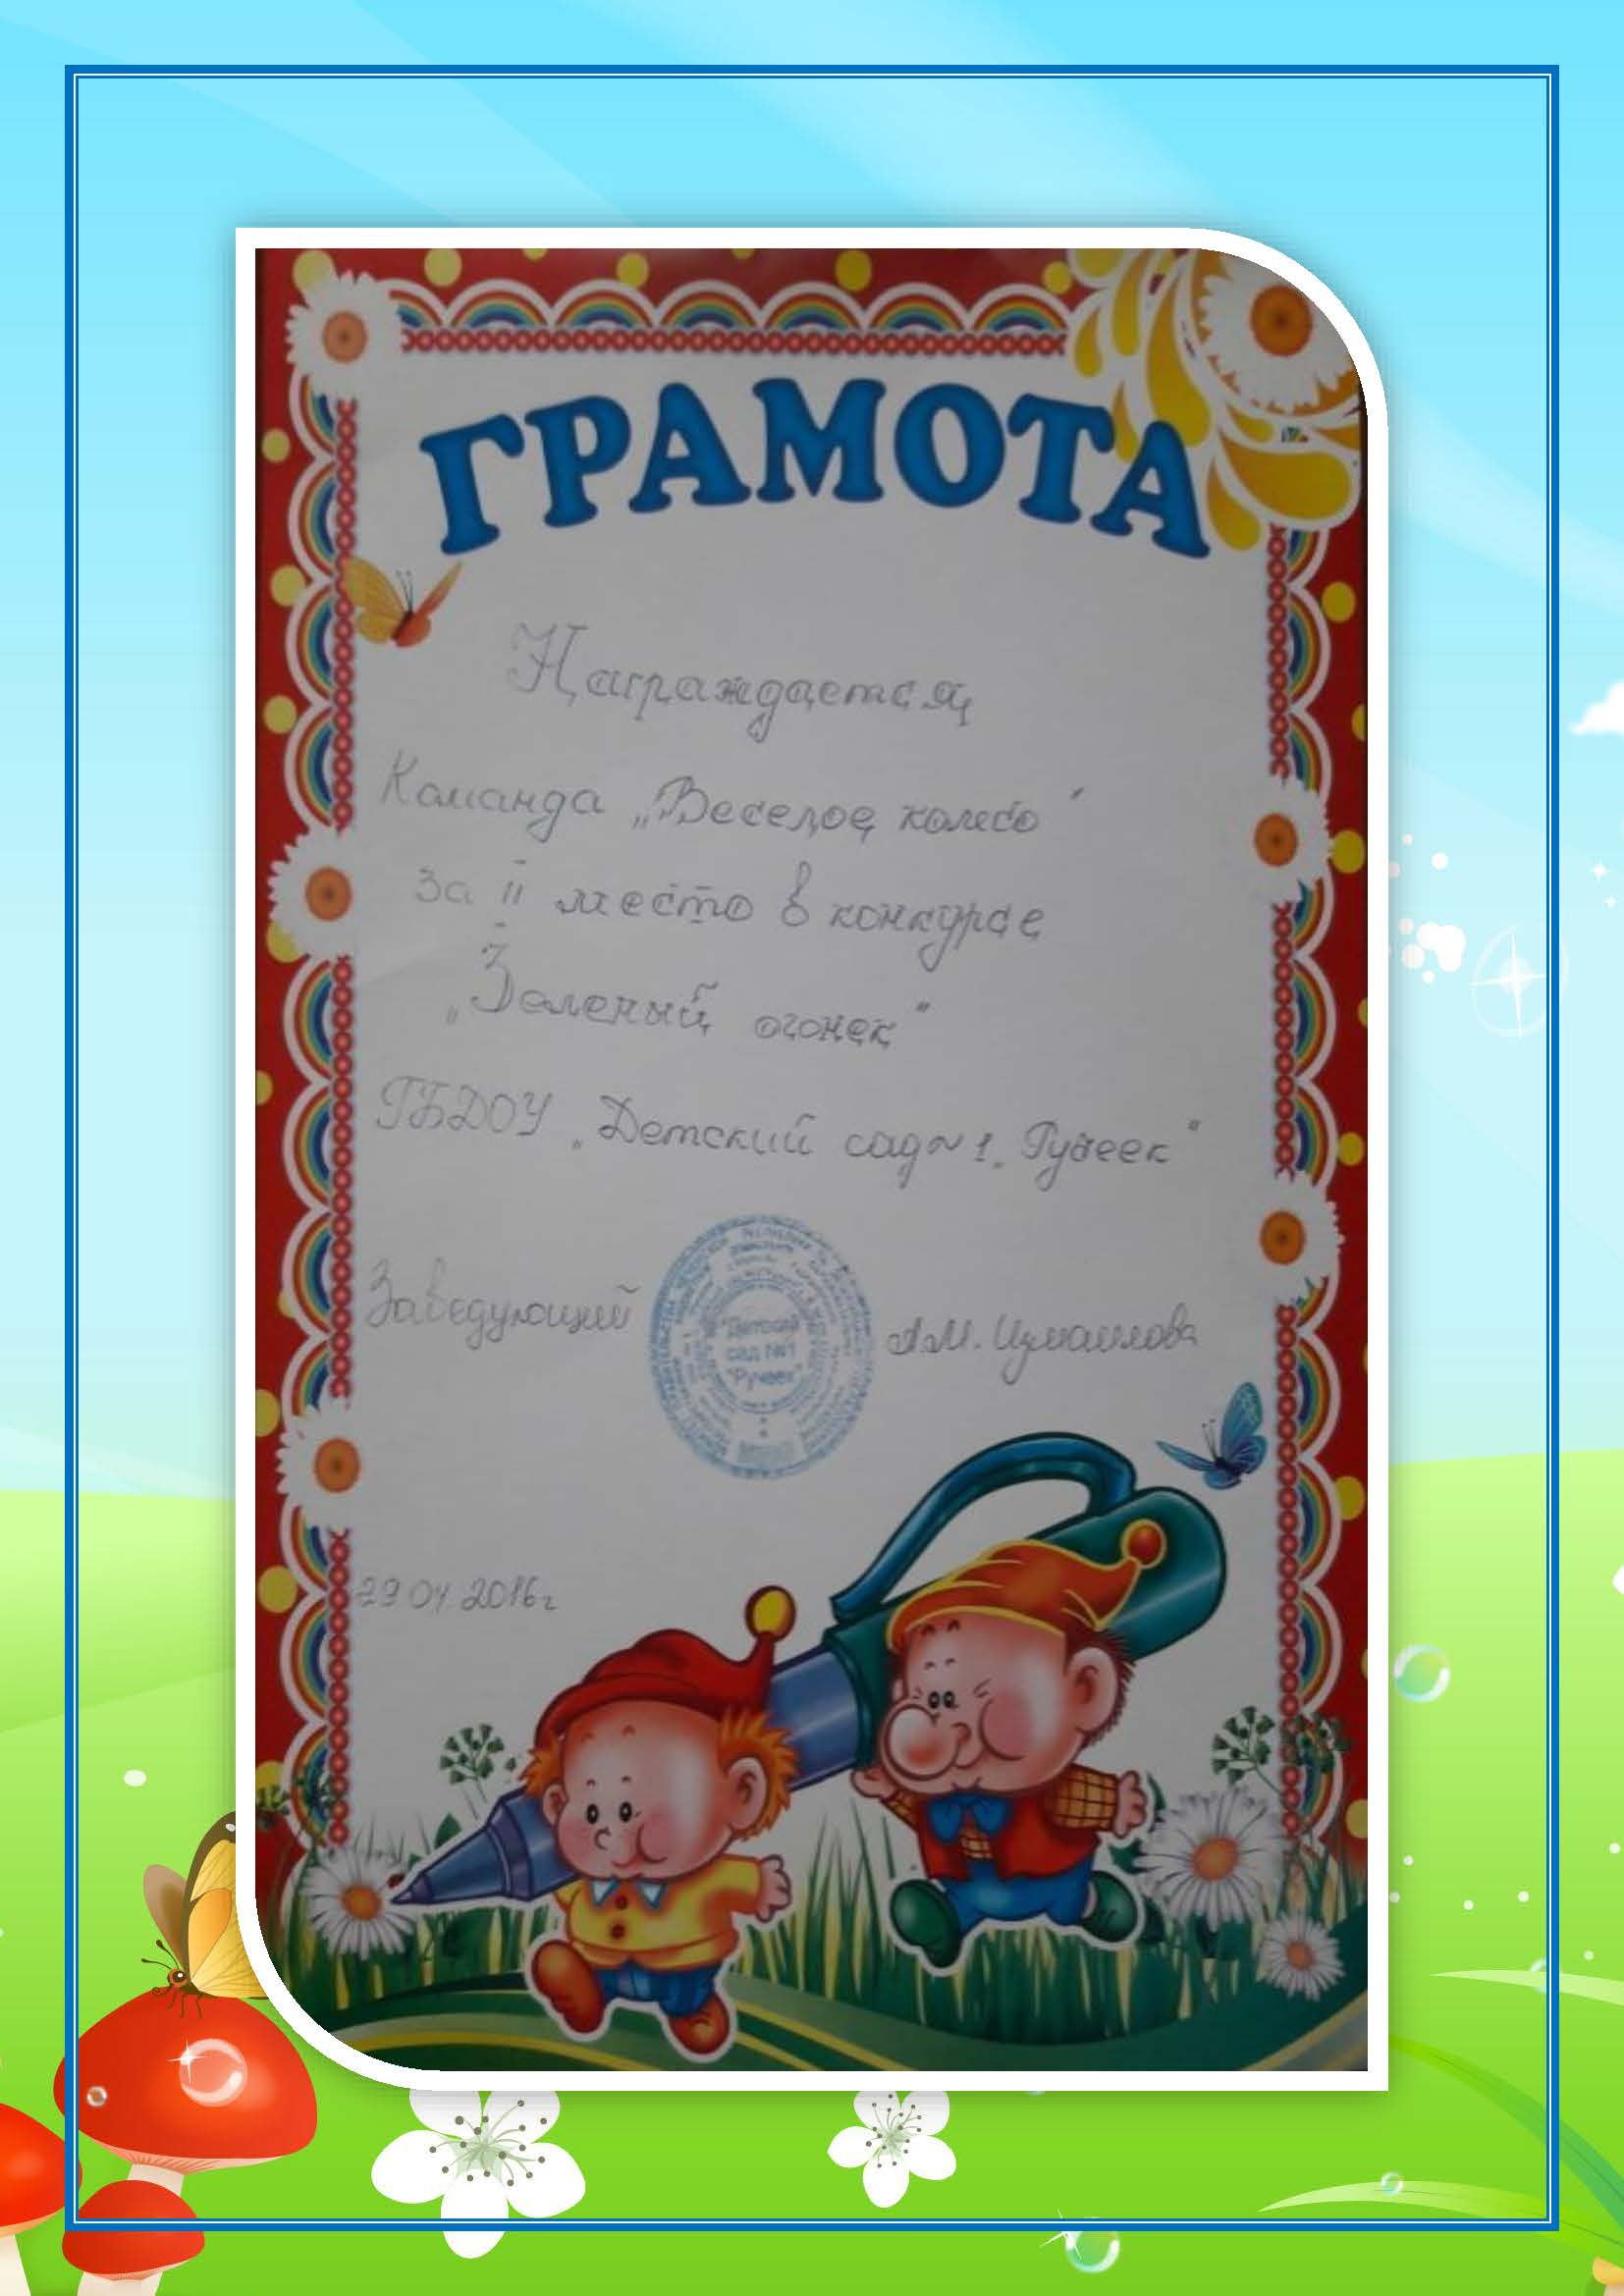 ГРАМОТА
Награждается
Команда „Веселое колесо"
за II место в конкурсе
„Зеленый огонек"
ГБДОУ „Детский сад №1 „Ручеек"
Заведующий А.М. Измаилова
"Детский
сад №1
"Ручеек"
29 04 2016г